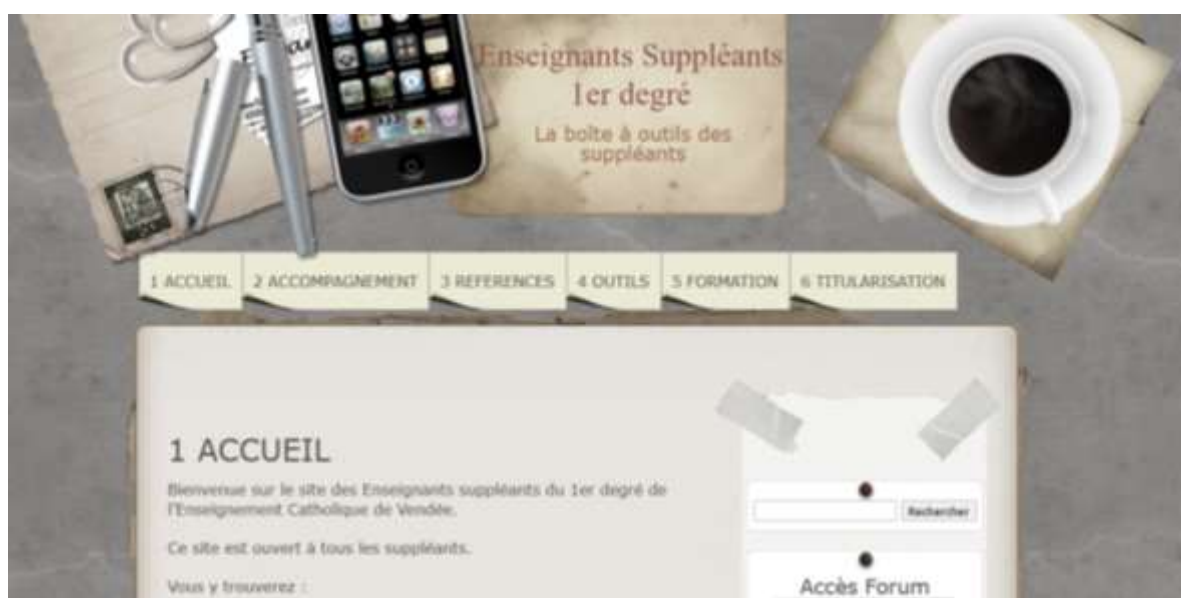 Enseignants Suppléants
1er degré
La boîte à outils des
suppléants
1 ACCUEIL 2 ACCOMPAGNEMENT 3 REFERENCES 4 OUTILS 5 FORMATION 6 TITULARISATION
1 ACCUEIL
Bienvenue sur le site des Enseignants suppléants du 1er degré de
l'Enseignement Catholique de Vendée.
Ce site est ouvert à tous les suppléants.
Vous y trouverez :
Rechercher
Accès Forum